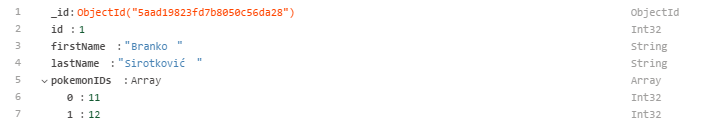 1 _id:ObjectId("5aad19823fd7b8050c56da28") ObjectId
2 id :1 Int32
3 firstName :"Branko " String
4 lastName :"Sirotković " String
5 pokemonIDs :Array Array
6 0 :11 Int32
7 1 :12 Int32